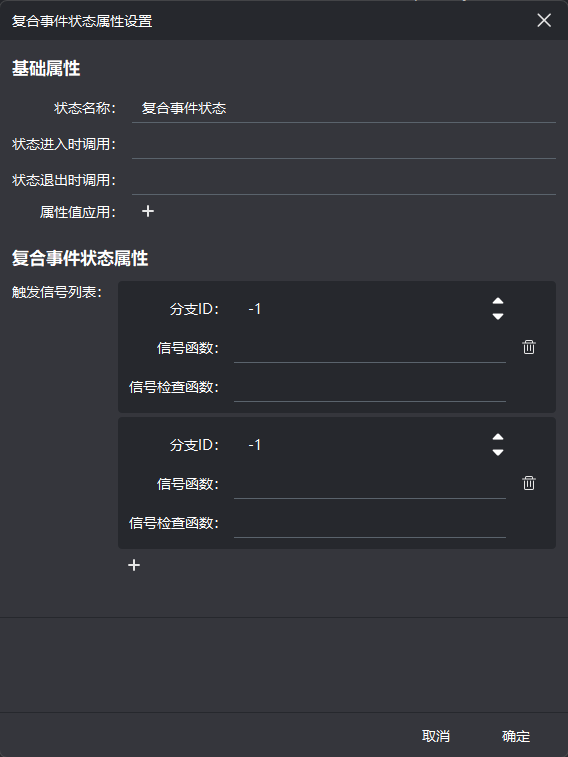 复合事件状态属性设置
基础属性
状态名称： 复合事件状态
状态进入时调用：
状态退出时调用：
属性值应用： +
复合事件状态属性
触发信号列表：
分支ID： -1
信号函数：
信号检查函数：
分支ID： -1
信号函数：
信号检查函数：
+
取消 确定